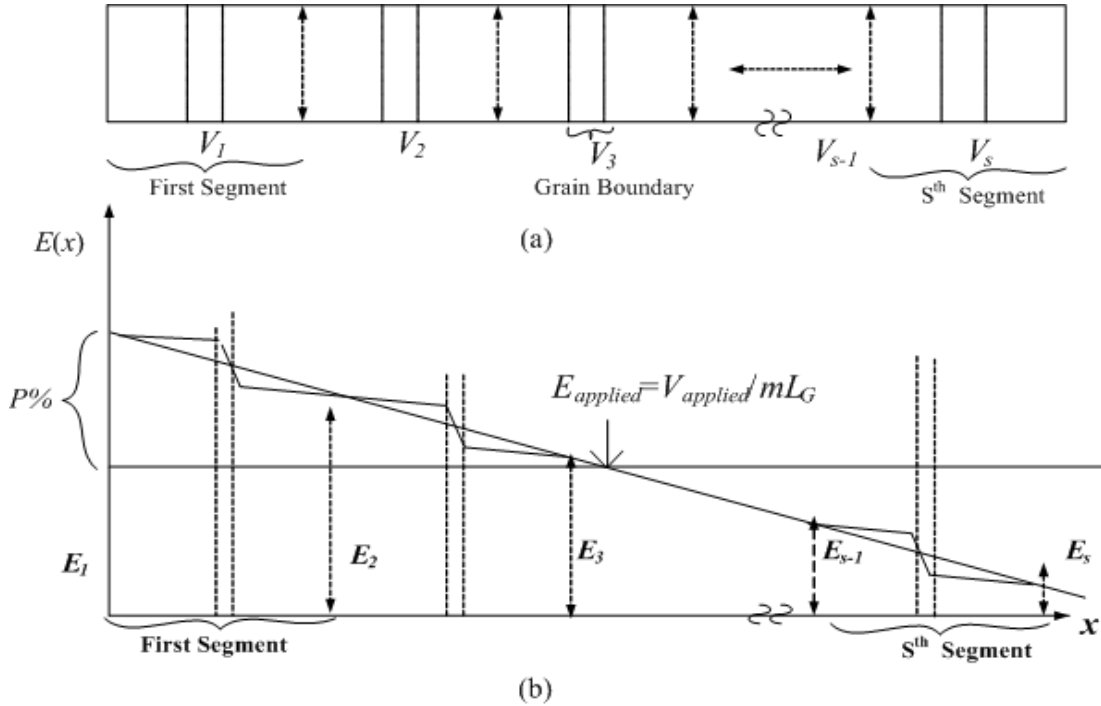 V1 V2 V3 Vs-1 Vs
First Segment Grain Boundary Sth Segment
(a)
E(x)
Eapplied=Vapplied/mLG
P%
E1 E2 E3 Es-1 Es
x
First Segment Sth Segment
(b)